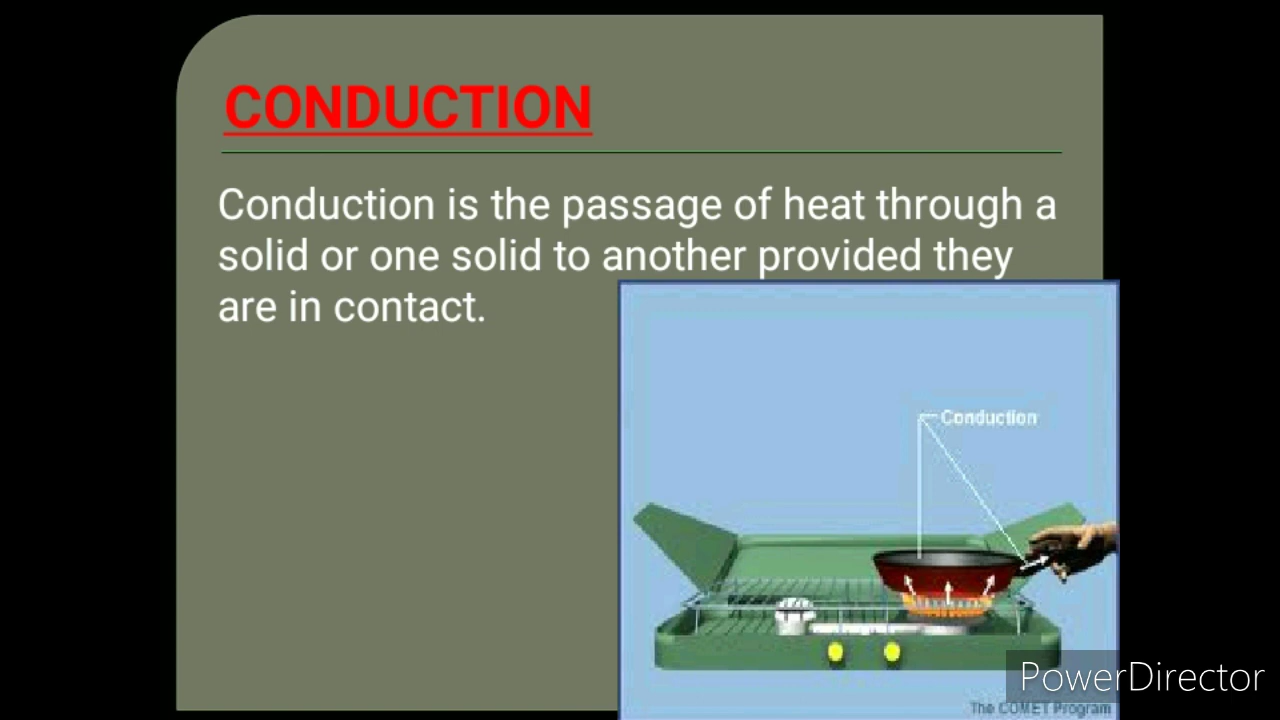 CONDUCTION
Conduction is the passage of heat through a
solid or one solid to another provided they
are in contact.
Conduction
PowerDirector
The COMET Program